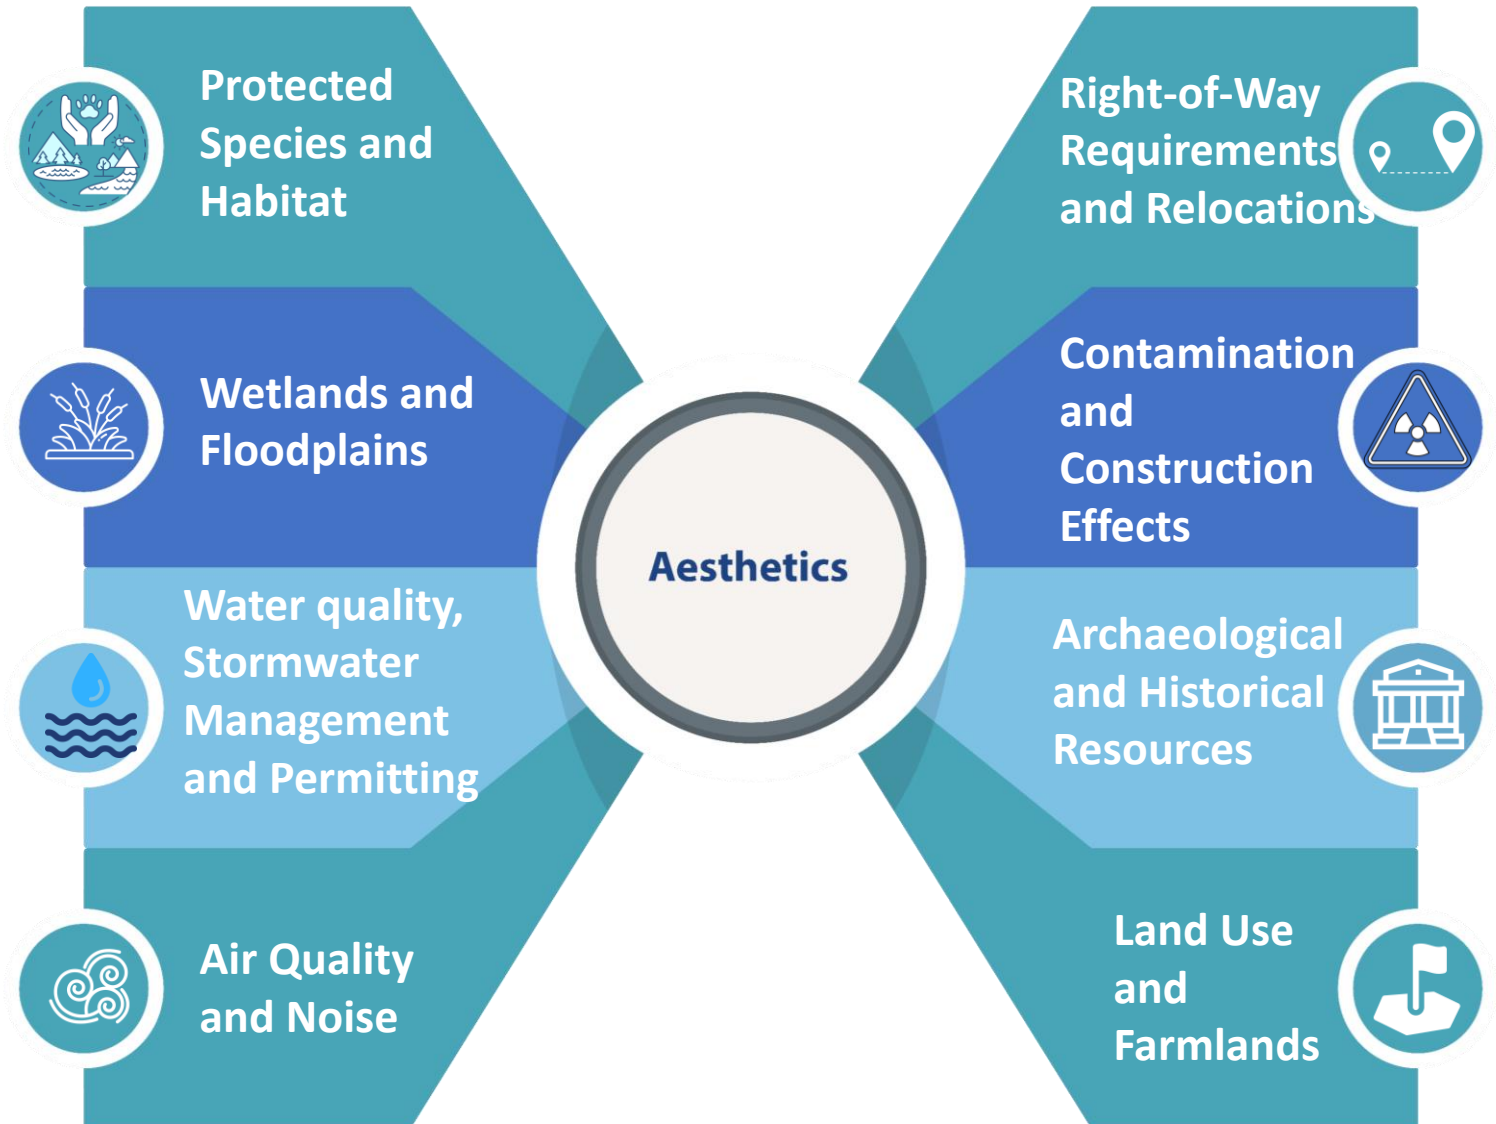 Protected
Species and
Habitat
Wetlands and
Floodplains
Water quality,
Stormwater
Management
and Permitting
Air Quality
and Noise
Aesthetics
Right-of-Way
Requirements
and Relocations
Contamination
and
Construction
Effects
Archaeological
and Historical
Resources
Land Use
and
Farmlands